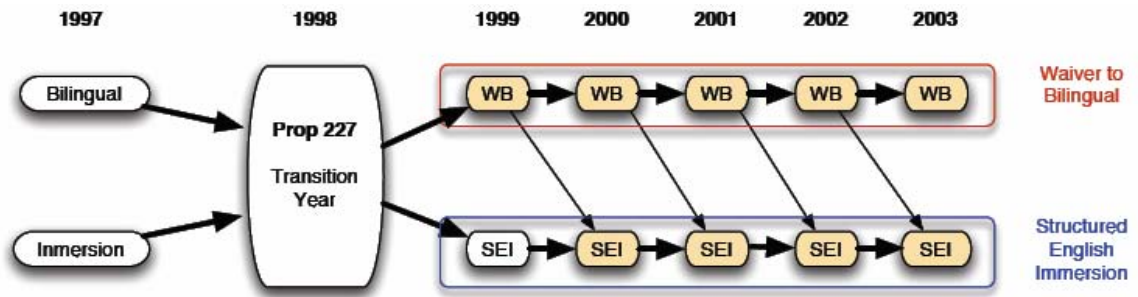 1997 1998 1999 2000 2001 2002 2003
Bilingual
Prop 227
Transition
Year
WB WB WB WB WB
Waiver to
Bilingual
Inmersion
SEI SEI SEI SEI SEI
Structured
English
Immersion